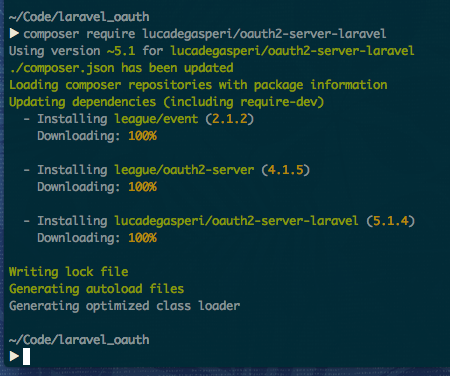 ~/Code/laravel_oauth
▶ composer require lucadegasperi/oauth2-server-laravel
Using version ~5.1 for lucadegasperi/oauth2-server-laravel
./composer.json has been updated
Loading composer repositories with package information
Updating dependencies (including require-dev)
- Installing league/event (2.1.2)
Downloading: 100%
- Installing league/oauth2-server (4.1.5)
Downloading: 100%
- Installing lucadegasperi/oauth2-server-laravel (5.1.4)
Downloading: 100%
Writing lock file
Generating autoload files
Generating optimized class loader
~/Code/laravel_oauth
▶